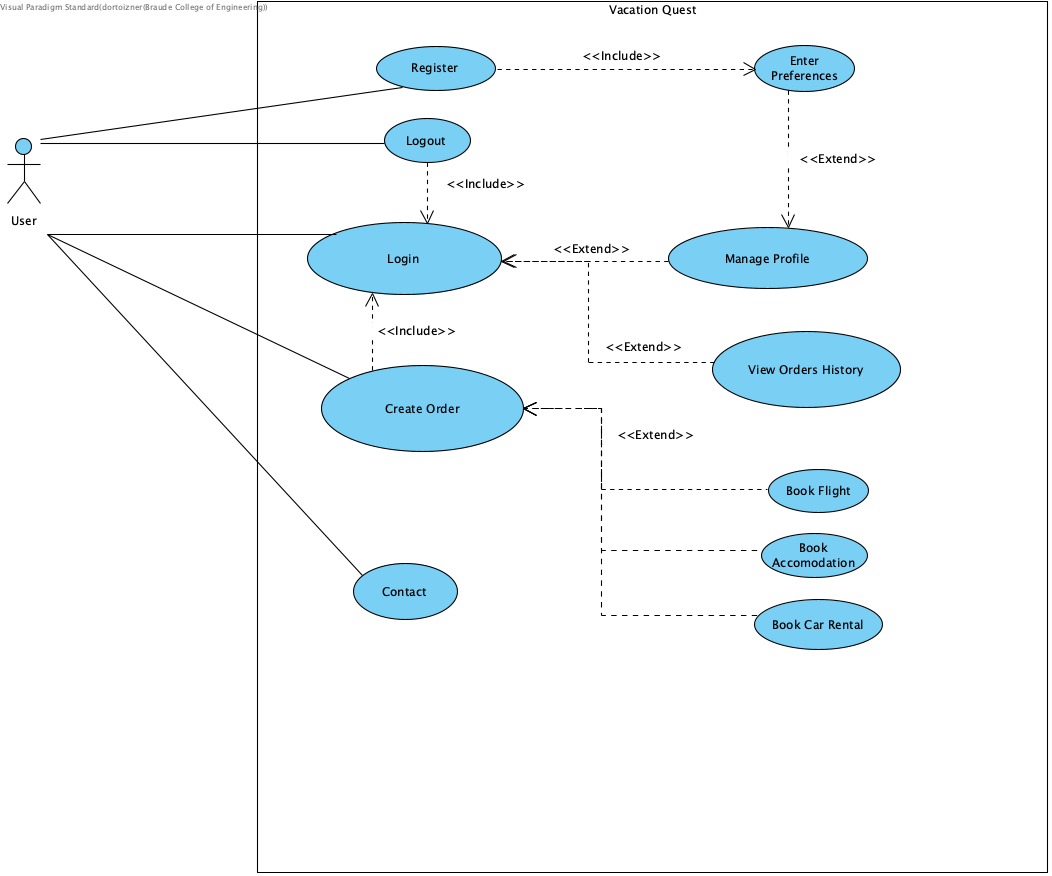 Visual Paradigm Standard(dortoizner(Braude College of Engineering))
Vacation Quest
Register
<<Include>>
Enter
Preferences
Logout
<<Include>>
<<Extend>>
User
Login
<<Extend>>
Manage Profile
<<Include>>
<<Extend>>
View Orders History
Create Order
<<Extend>>
Book Flight
Book
Accomodation
Contact
Book Car Rental